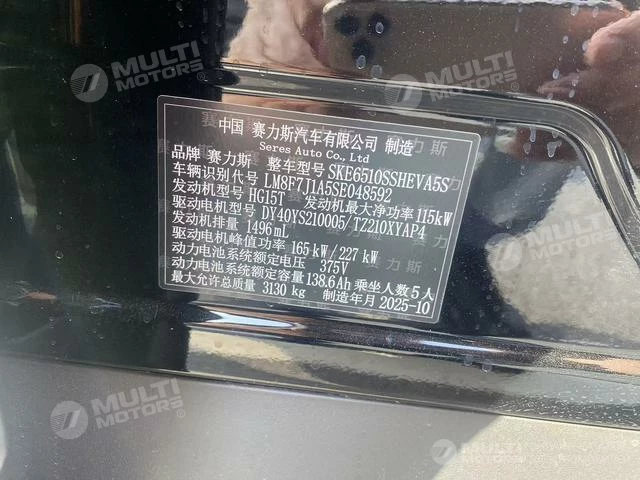 MULTI MOTORS
MULTI MOTORS
中国 赛力斯汽车有限公司 制造
Seres Auto Co., Ltd
品牌 赛力斯 整车型号 SKE6510SSHEVA5S
车辆识别代号 LM8F7J1A5SE048592
发动机型号 HG15T 发动机最大净功率 115kW
驱动电机型号 DY40YS210005/TZ210XYAP4
发动机排量 1496mL
驱动电机峰值功率 165kW/227kW
动力电池系统额定电压 375V
动力电池系统额定容量 138.6Ah 乘坐人数 5人
最大允许总质量 3130kg 制造年月 2025-10
MULTI MOTORS
MULTI MOTORS
MULTI MOTORS